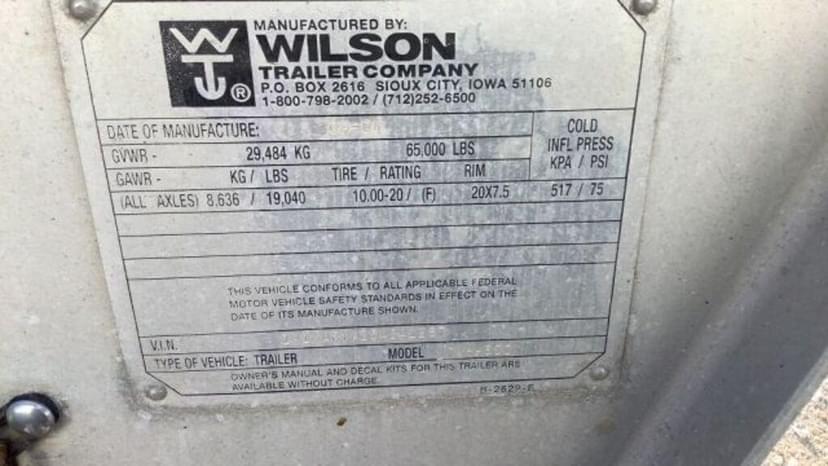 MANUFACTURED BY:
WILSON
TRAILER COMPANY
P.O. BOX 2616 SIOUX CITY, IOWA 51106
1-800-798-2002 / (712)252-6500
DATE OF MANUFACTURE:
GVWR - 29,484 KG 65,000 LBS
COLD
INFL PRESS
KPA / PSI
GAWR - KG / LBS TIRE / RATING RIM
(ALL AXLES) 8,636 / 19,040 10.00-20 / (F) 20X7.5 517 / 75
THIS VEHICLE CONFORMS TO ALL APPLICABLE FEDERAL
MOTOR VEHICLE SAFETY STANDARDS IN EFFECT ON THE
DATE OF ITS MANUFACTURE SHOWN.
V.I.N.
TYPE OF VEHICLE: TRAILER MODEL
OWNER'S MANUAL AND DECAL KITS FOR THIS TRAILER ARE
AVAILABLE WITHOUT CHARGE.